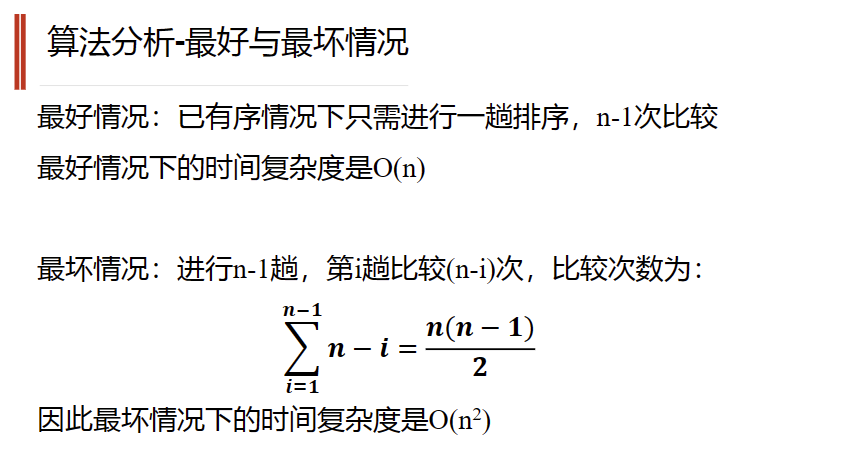 算法分析-最好与最坏情况
最好情况：已有序情况下只需进行一趟排序，n-1次比较
最好情况下的时间复杂度是O(n)
最坏情况：进行n-1趟，第i趟比较(n-i)次，比较次数为：
∑_{i=1}^{n−1} n − i = n(n − 1)/2
因此最坏情况下的时间复杂度是O(n²)